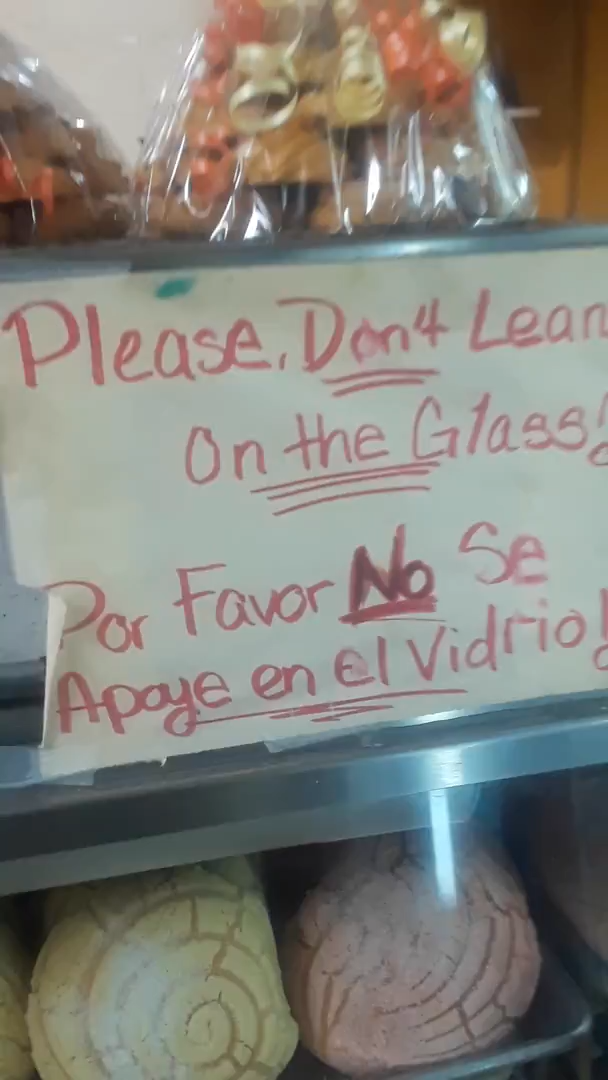 Please, Don't Lean
On the Glass!
Por Favor No Se
Apoye en el Vidrio!